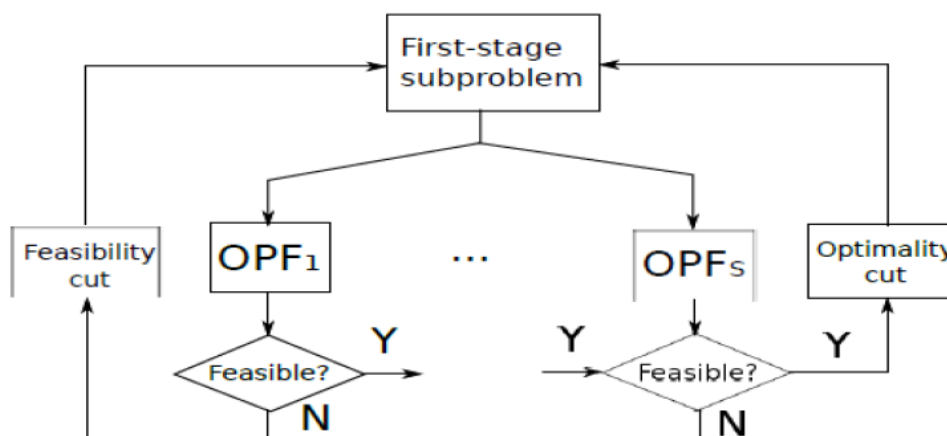 First-stage
subproblem
Feasibility
cut
OPF₁
...
OPFₛ
Optimality
cut
Y
Y
Y
Feasible?
Feasible?
N
N